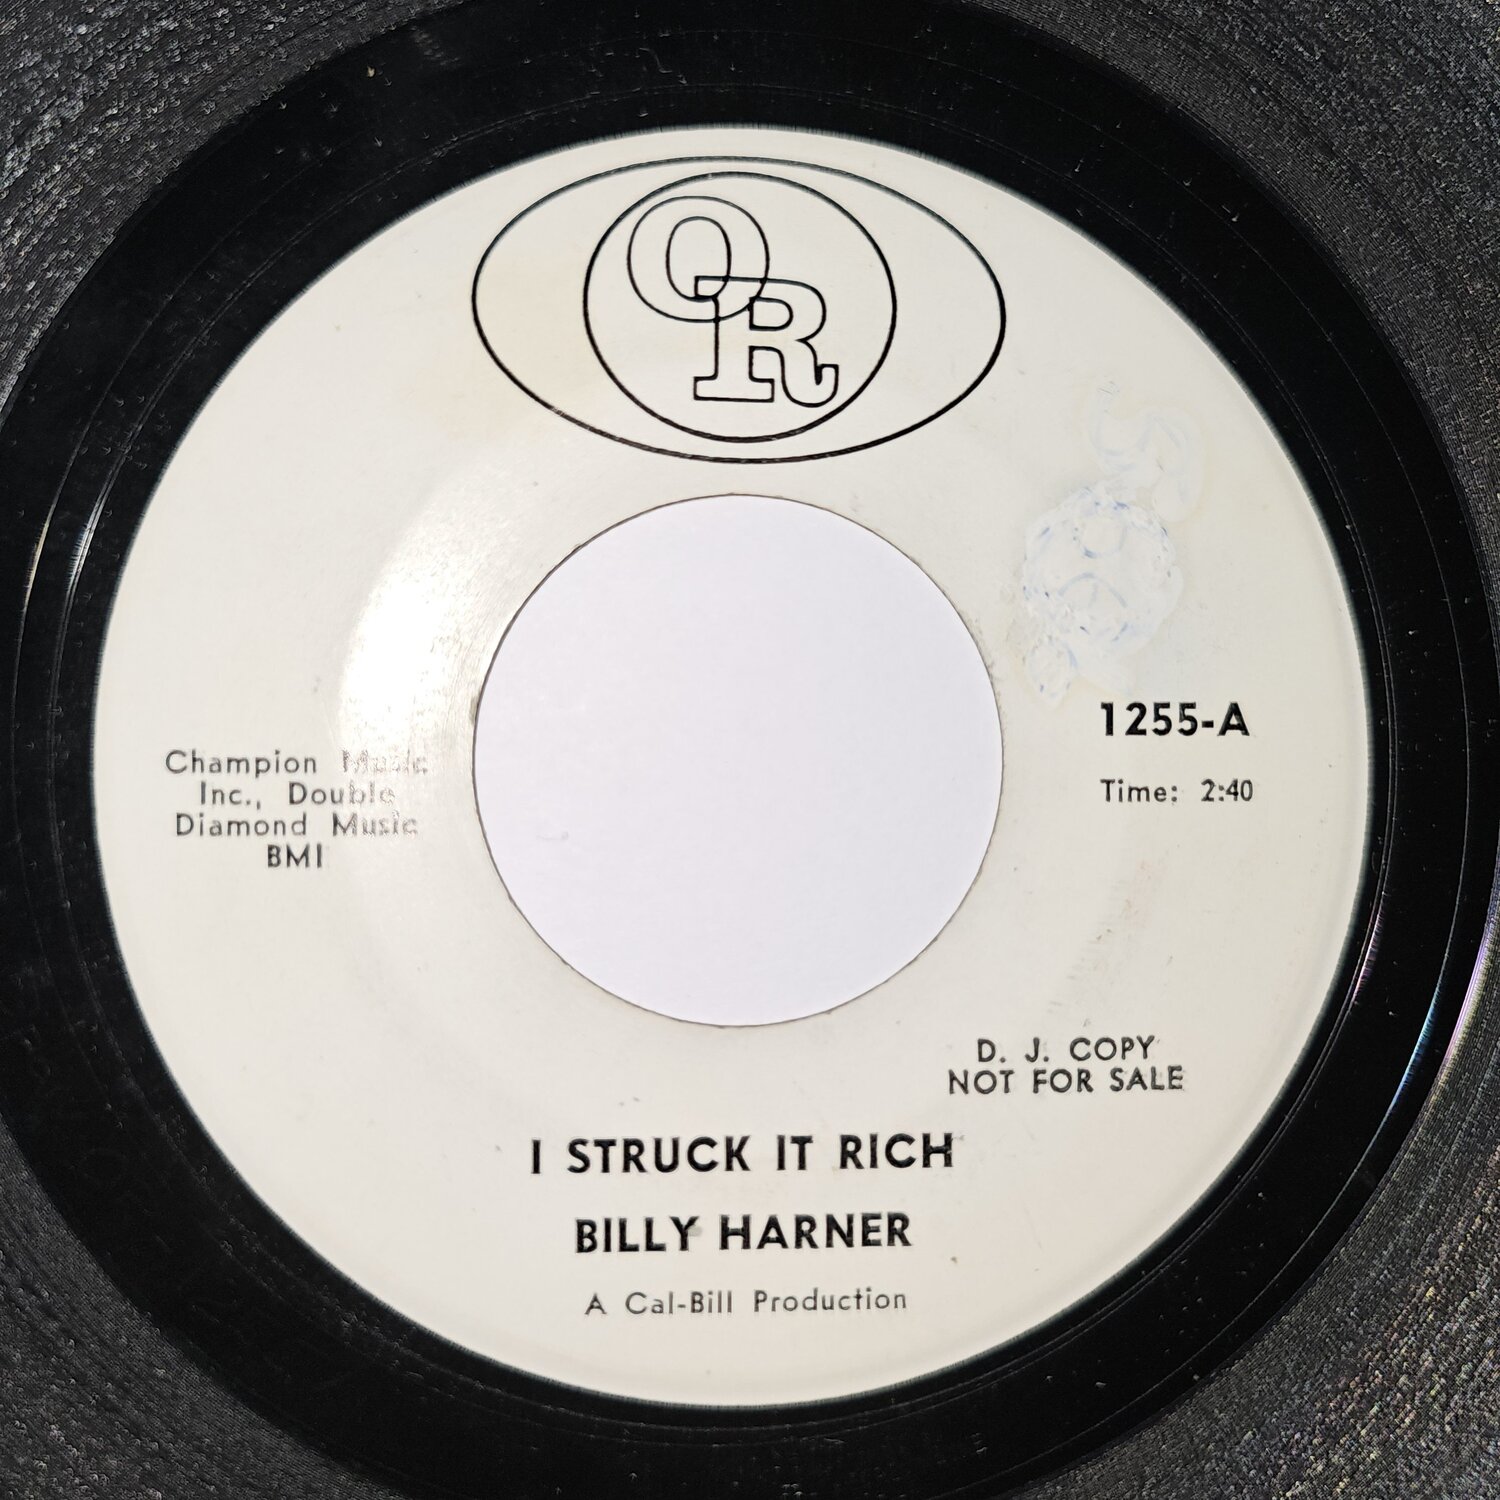 OR
Champion Music
Inc., Double
Diamond Music
BMI
1255-A
Time: 2:40
D. J. COPY
NOT FOR SALE
I STRUCK IT RICH
BILLY HARNER
A Cal-Bill Production